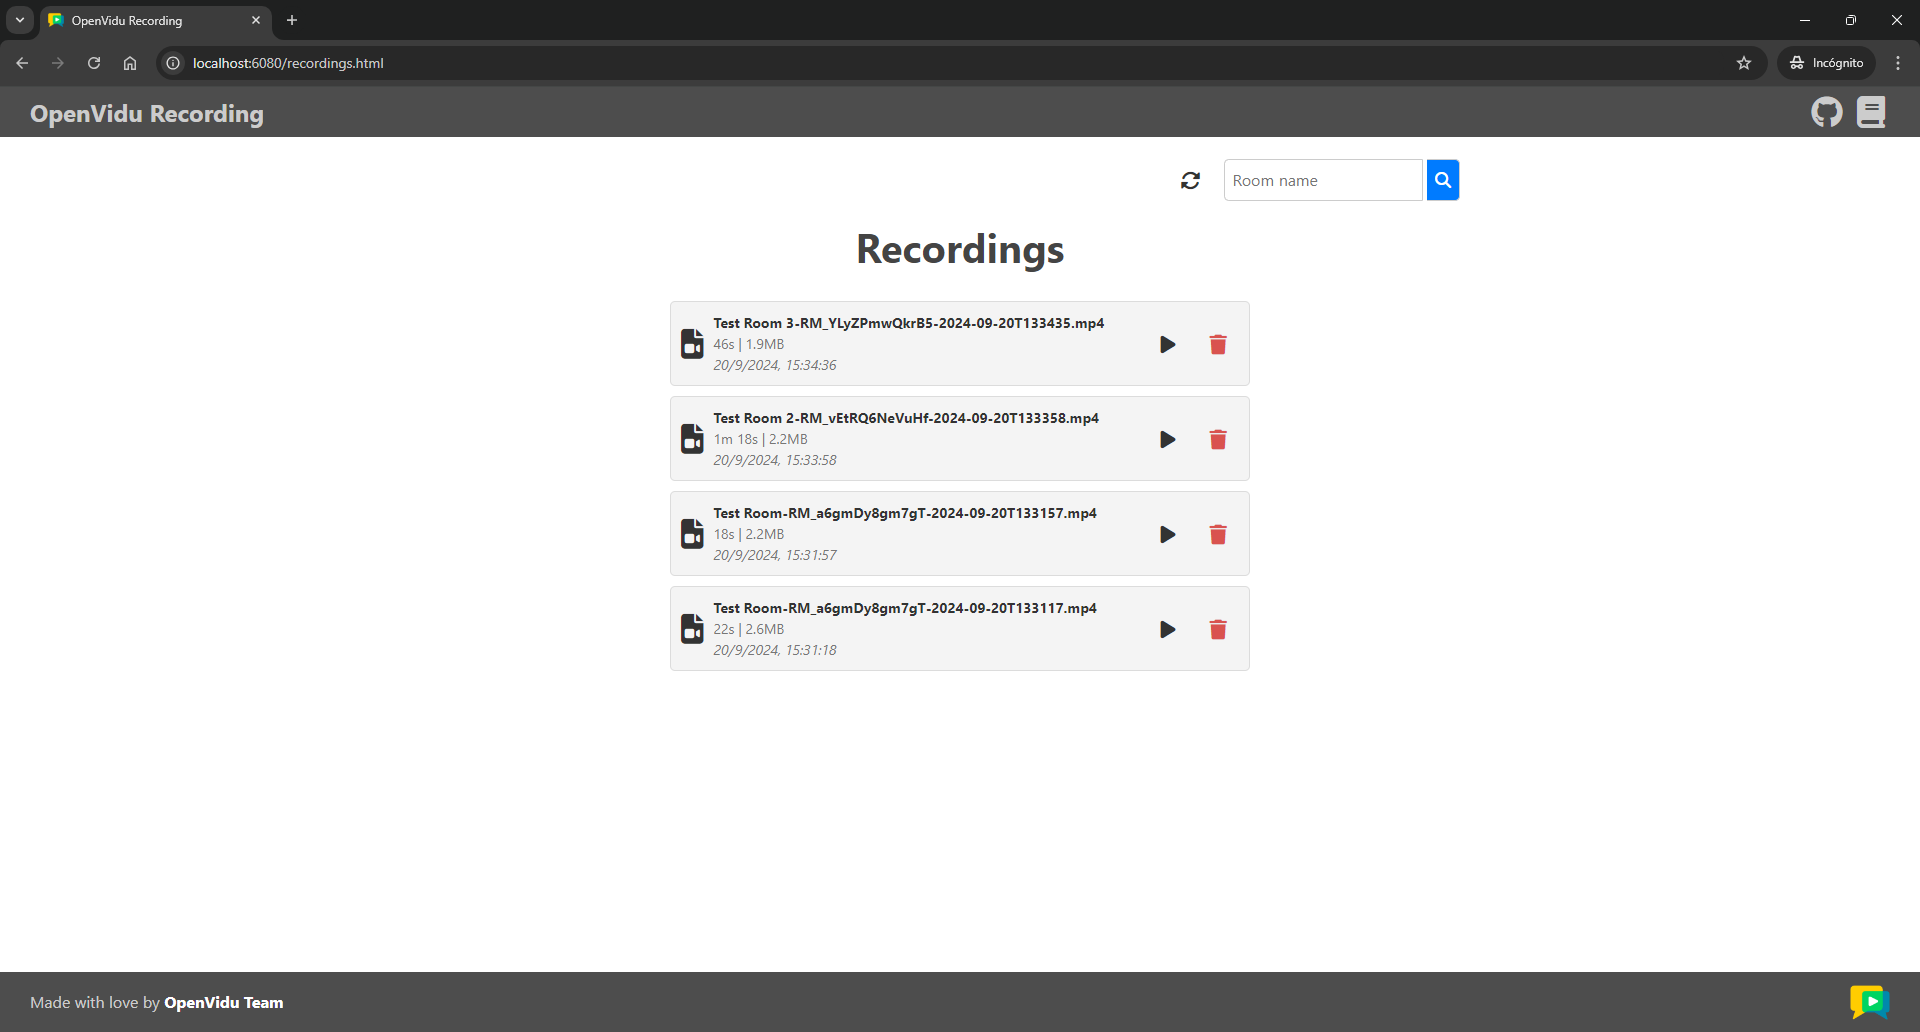 OpenVidu Recording
localhost:6080/recordings.html
Incógnito
OpenVidu Recording
Room name
Recordings
Test Room 3-RM_YLyZPmwQkrB5-2024-09-20T133435.mp4
46s | 1.9MB
20/9/2024, 15:34:36
Test Room 2-RM_vEtRQ6NeVuHf-2024-09-20T133358.mp4
1m 18s | 2.2MB
20/9/2024, 15:33:58
Test Room-RM_a6gmDy8gm7gT-2024-09-20T133157.mp4
18s | 2.2MB
20/9/2024, 15:31:57
Test Room-RM_a6gmDy8gm7gT-2024-09-20T133117.mp4
22s | 2.6MB
20/9/2024, 15:31:18
Made with love by OpenVidu Team